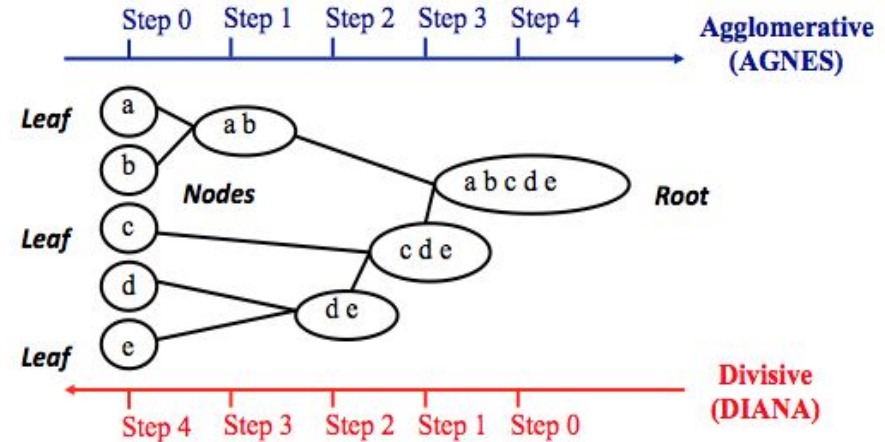 Step 0 Step 1 Step 2 Step 3 Step 4
Agglomerative
(AGNES)
Leaf
a
a b
b
Nodes
a b c d e
Root
Leaf
c
c d e
d
d e
Leaf
e
Divisive
(DIANA)
Step 4 Step 3 Step 2 Step 1 Step 0